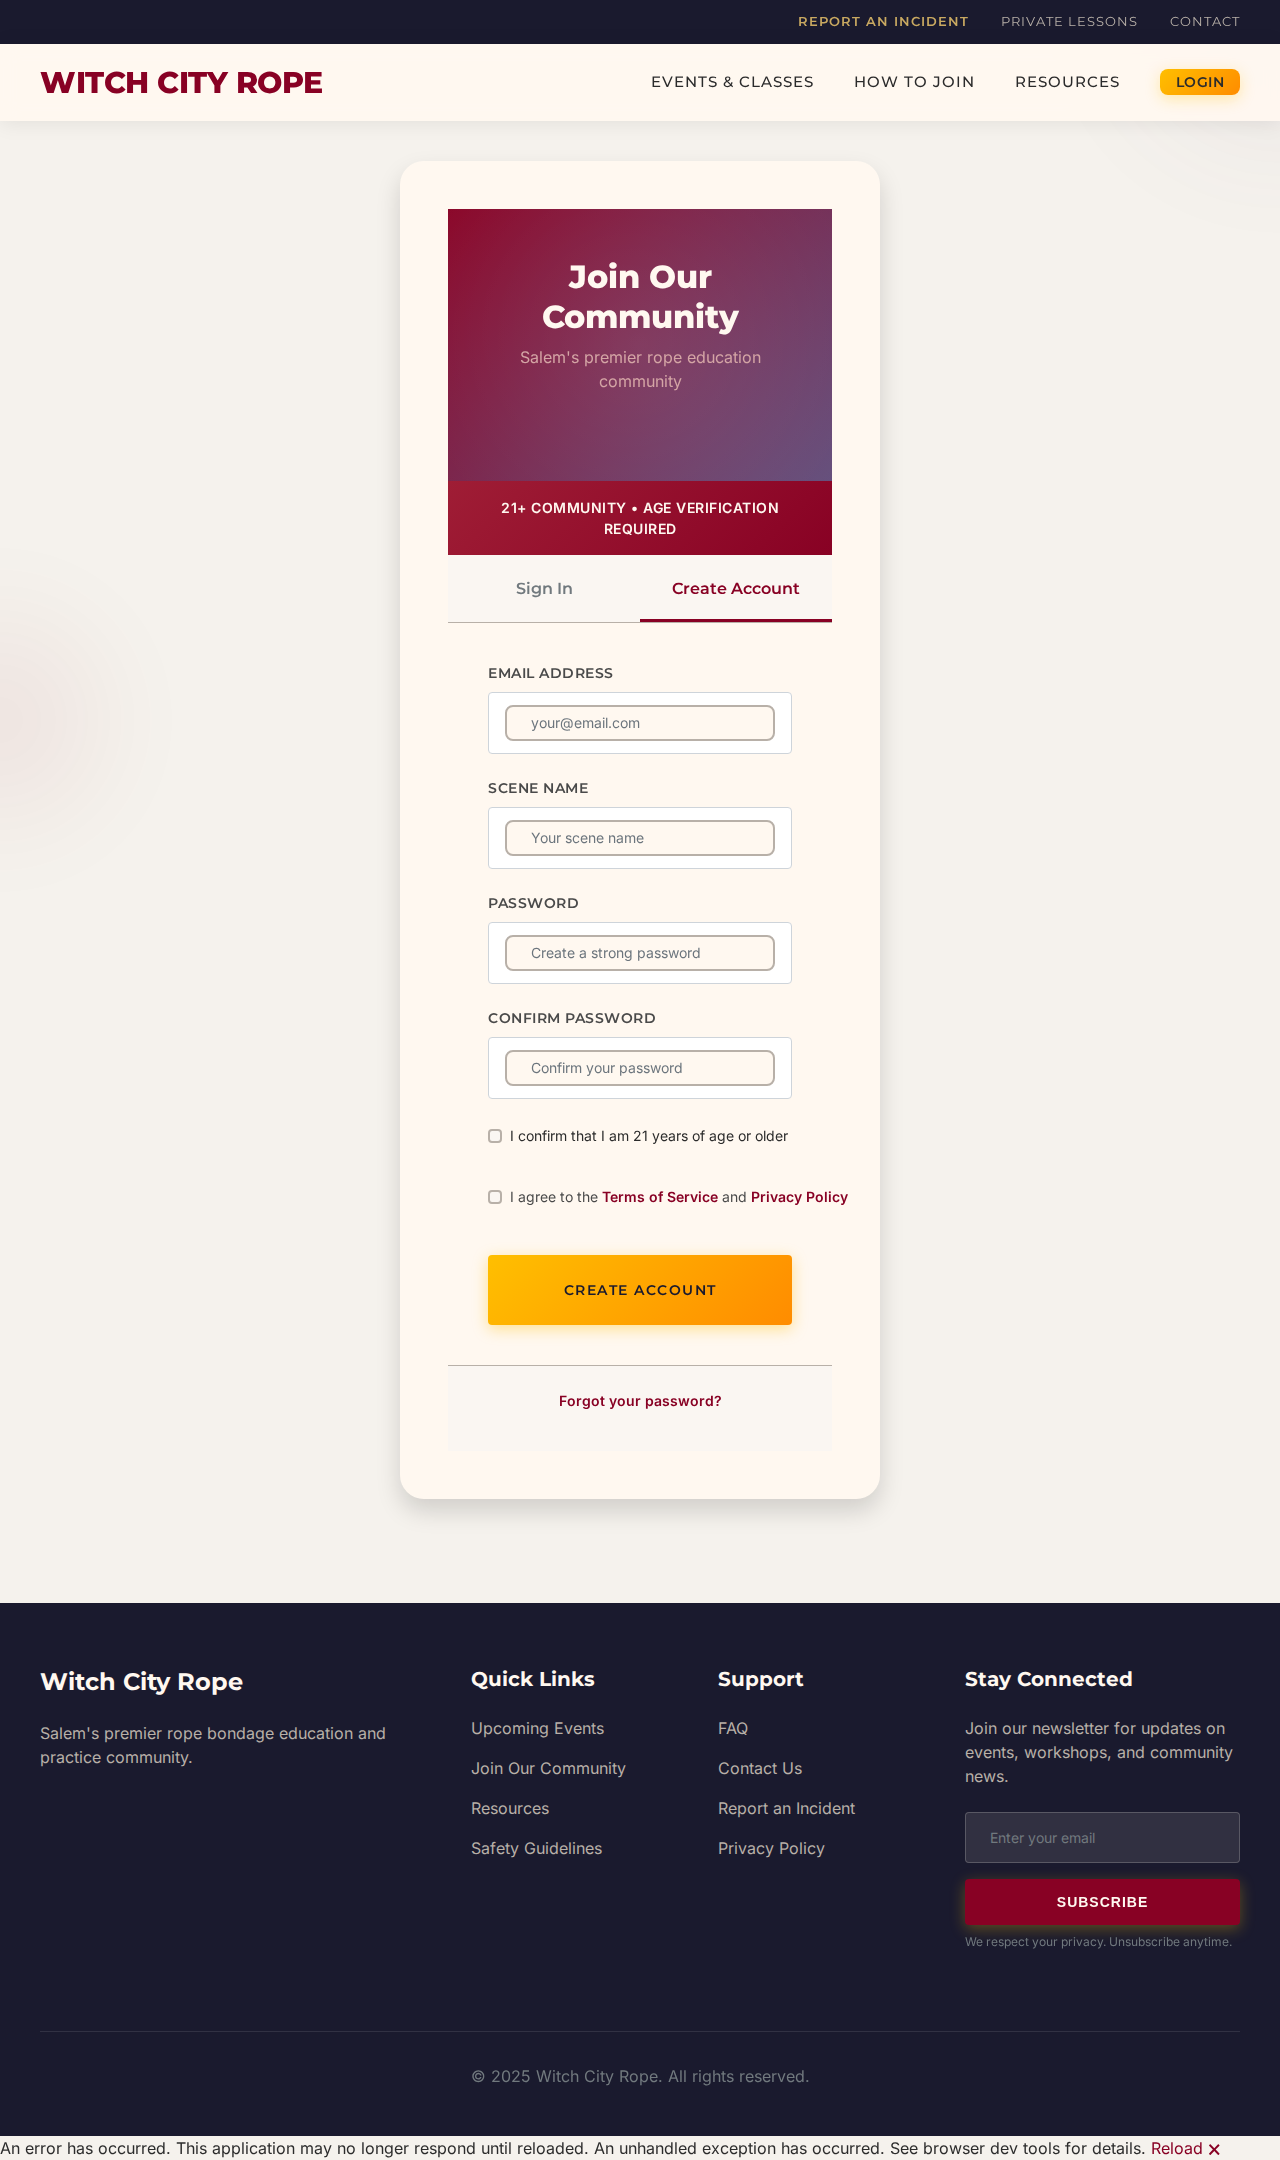 REPORT AN INCIDENT PRIVATE LESSONS CONTACT
WITCH CITY ROPE EVENTS & CLASSES HOW TO JOIN RESOURCES LOGIN
Join Our
Community
Salem's premier rope education
community
21+ COMMUNITY • AGE VERIFICATION
REQUIRED
Sign In Create Account
EMAIL ADDRESS
your@email.com
SCENE NAME
Your scene name
PASSWORD
Create a strong password
CONFIRM PASSWORD
Confirm your password
I confirm that I am 21 years of age or older
I agree to the Terms of Service and Privacy Policy
CREATE ACCOUNT
Forgot your password?
Witch City Rope
Salem's premier rope bondage education and
practice community.
Quick Links
Upcoming Events
Join Our Community
Resources
Safety Guidelines
Support
FAQ
Contact Us
Report an Incident
Privacy Policy
Stay Connected
Join our newsletter for updates on
events, workshops, and community
news.
Enter your email
SUBSCRIBE
We respect your privacy. Unsubscribe anytime.
© 2025 Witch City Rope. All rights reserved.
An error has occurred. This application may no longer respond until reloaded. An unhandled exception has occurred. See browser dev tools for details. Reload ×